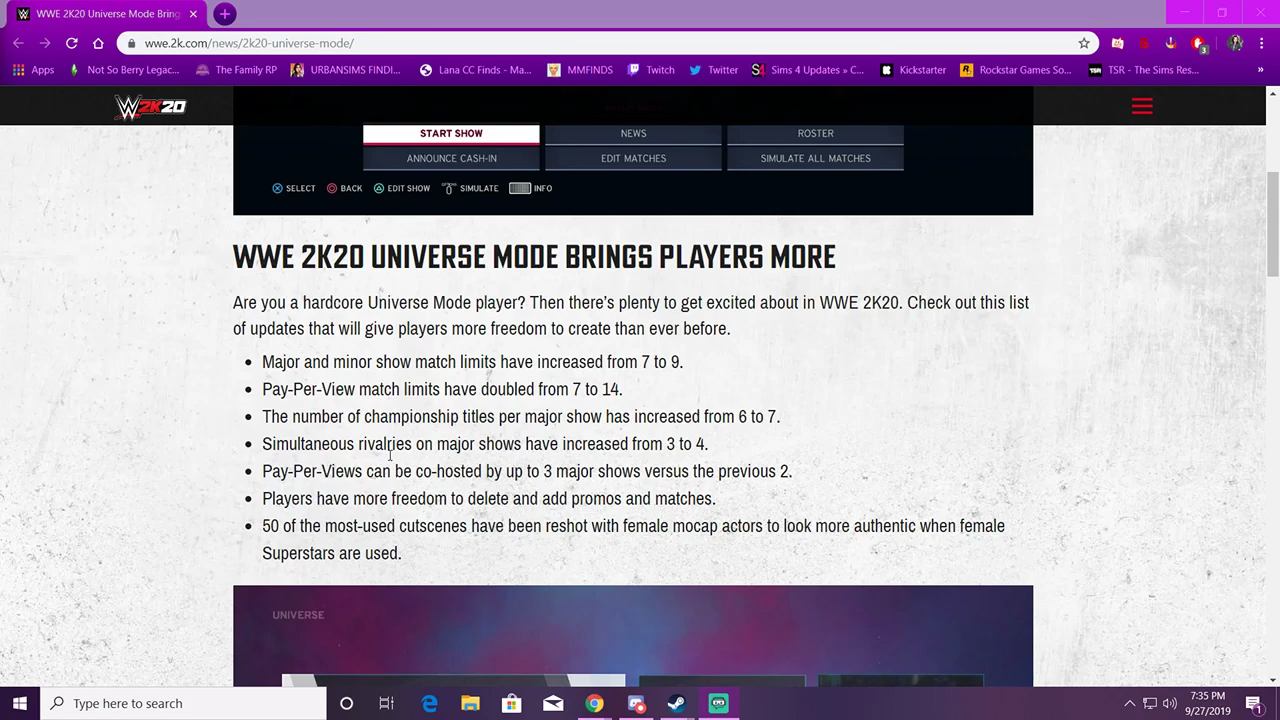 WWE 2K20 Universe Mode Bring
wwe.2k.com/news/2k20-universe-mode/
3
Apps
Not So Berry Legac...
The Family RP
URBANSIMS FINDI...
Lana CC Finds - Ma...
MMFINDS
Twitch
Twitter
Sims 4 Updates » C...
Kickstarter
Rockstar Games So...
TSR - The Sims Res...
»
W 2K20
START SHOW
NEWS
ROSTER
ANNOUNCE CASH-IN
EDIT MATCHES
SIMULATE ALL MATCHES
SELECT
BACK
EDIT SHOW
OPTIONS
SIMULATE
INFO
WWE 2K20 UNIVERSE MODE BRINGS PLAYERS MORE
Are you a hardcore Universe Mode player? Then there's plenty to get excited about in WWE 2K20. Check out this list
of updates that will give players more freedom to create than ever before.
• Major and minor show match limits have increased from 7 to 9.
• Pay-Per-View match limits have doubled from 7 to 14.
• The number of championship titles per major show has increased from 6 to 7.
• Simultaneous rivalries on major shows have increased from 3 to 4.
• Pay-Per-Views can be co-hosted by up to 3 major shows versus the previous 2.
• Players have more freedom to delete and add promos and matches.
• 50 of the most-used cutscenes have been reshot with female mocap actors to look more authentic when female
Superstars are used.
UNIVERSE
Type here to search
7:35 PM
9/27/2019
1